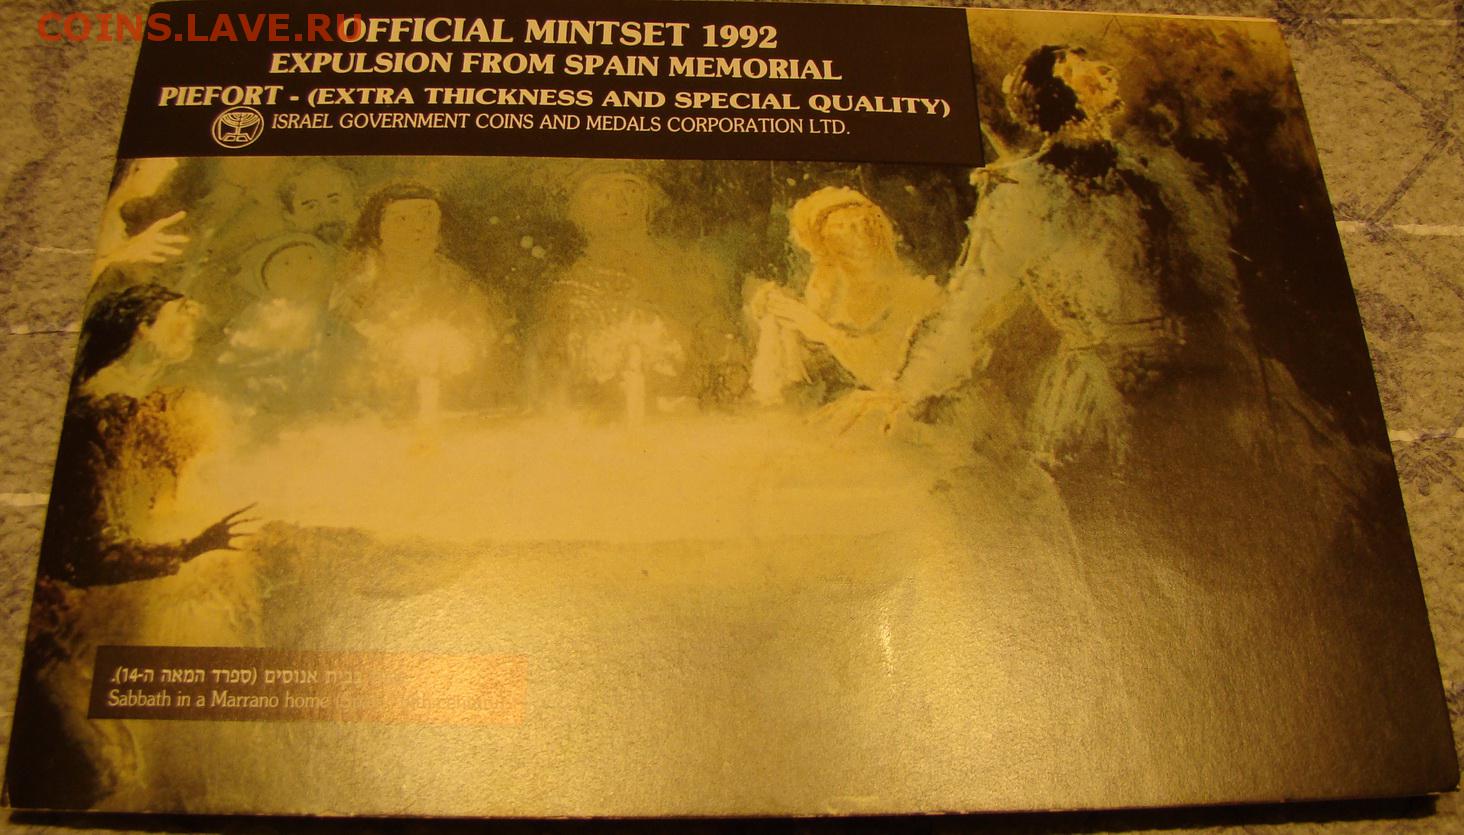 COINS.LAVE.RU
OFFICIAL MINTSET 1992
EXPULSION FROM SPAIN MEMORIAL
PIEFORT - (EXTRA THICKNESS AND SPECIAL QUALITY)
ISRAEL GOVERNMENT COINS AND MEDALS CORPORATION LTD.
בבית אנוסים (ספרד המאה ה-14).
Sabbath in a Marrano home